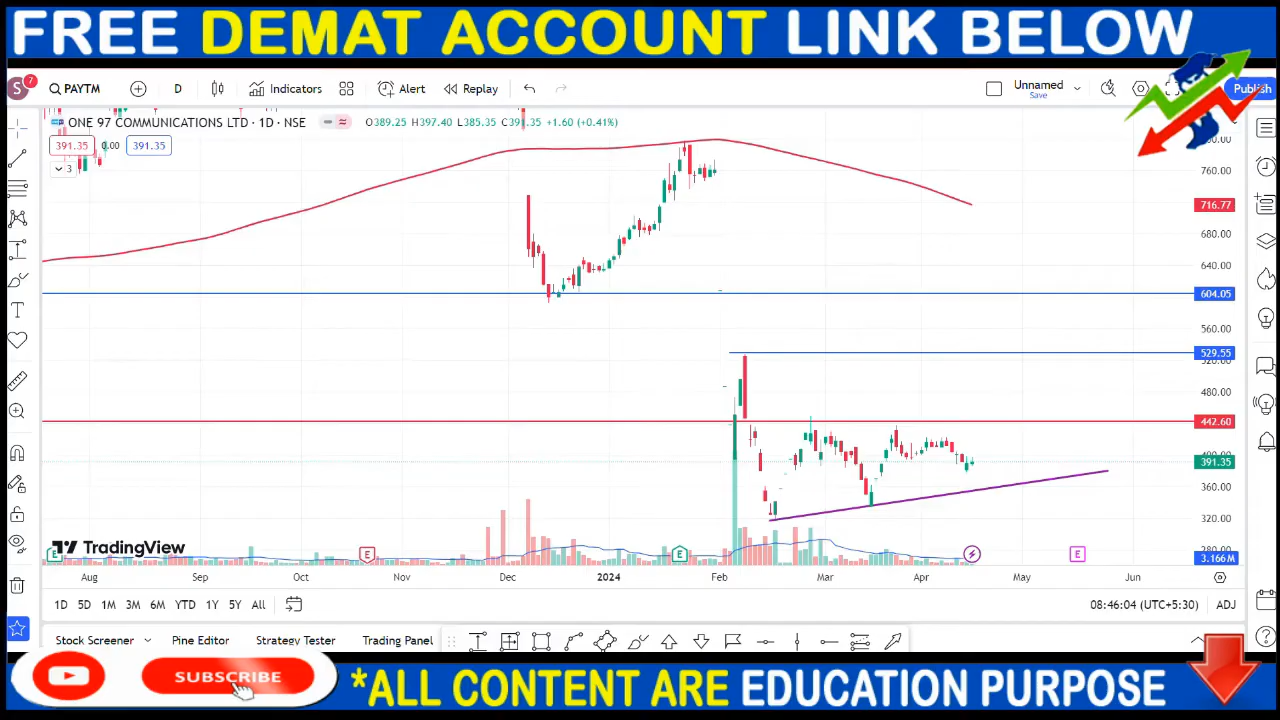 FREE DEMAT ACCOUNT LINK BELOW
S 7 PAYTM D Indicators Alert Replay Unnamed Save Publish
ONE 97 COMMUNICATIONS LTD · 1D · NSE O389.25 H397.40 L385.35 C391.35 +1.60 (+0.41%)
391.35 0.00 391.35
3
760.00
716.77
680.00
640.00
604.05
560.00
529.55
480.00
442.60
391.35
360.00
320.00
3.166M
TradingView
E E E E
Aug Sep Oct Nov Dec 2024 Feb Mar Apr May Jun
1D 5D 1M 3M 6M YTD 1Y 5Y All 08:46:04 (UTC+5:30) ADJ
Stock Screener Pine Editor Strategy Tester Trading Panel
SUBSCRIBE
*ALL CONTENT ARE EDUCATION PURPOSE